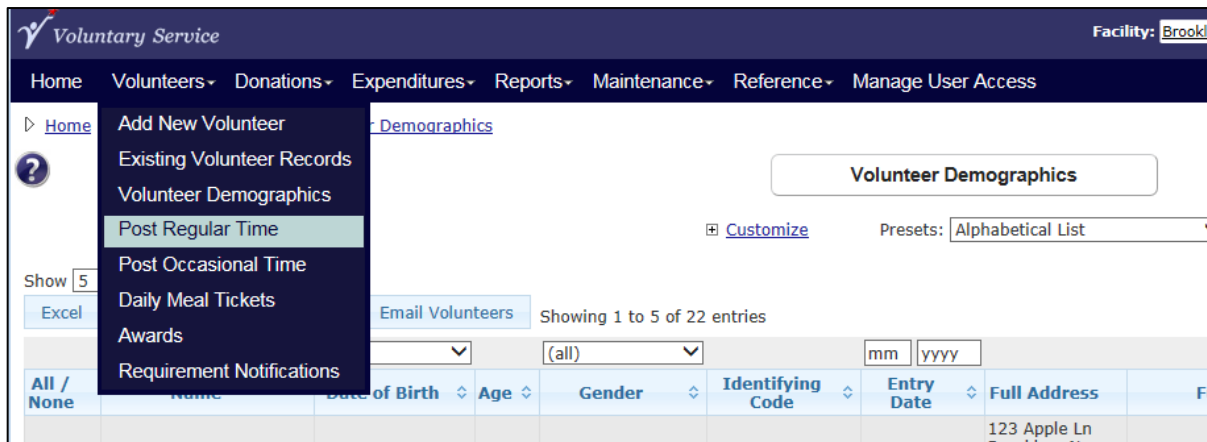 Voluntary Service
Facility: Brookl
Home Volunteers Donations Expenditures Reports Maintenance Reference Manage User Access
Home Demographics
Add New Volunteer
Existing Volunteer Records
Volunteer Demographics
Post Regular Time
Post Occasional Time
Daily Meal Tickets
Awards
Requirement Notifications
?
Volunteer Demographics
Customize Presets: Alphabetical List
Show 5
Excel Email Volunteers Showing 1 to 5 of 22 entries
(all) mm yyyy
All / None Name Date of Birth Age Gender Identifying Code Entry Date Full Address F
123 Apple Ln